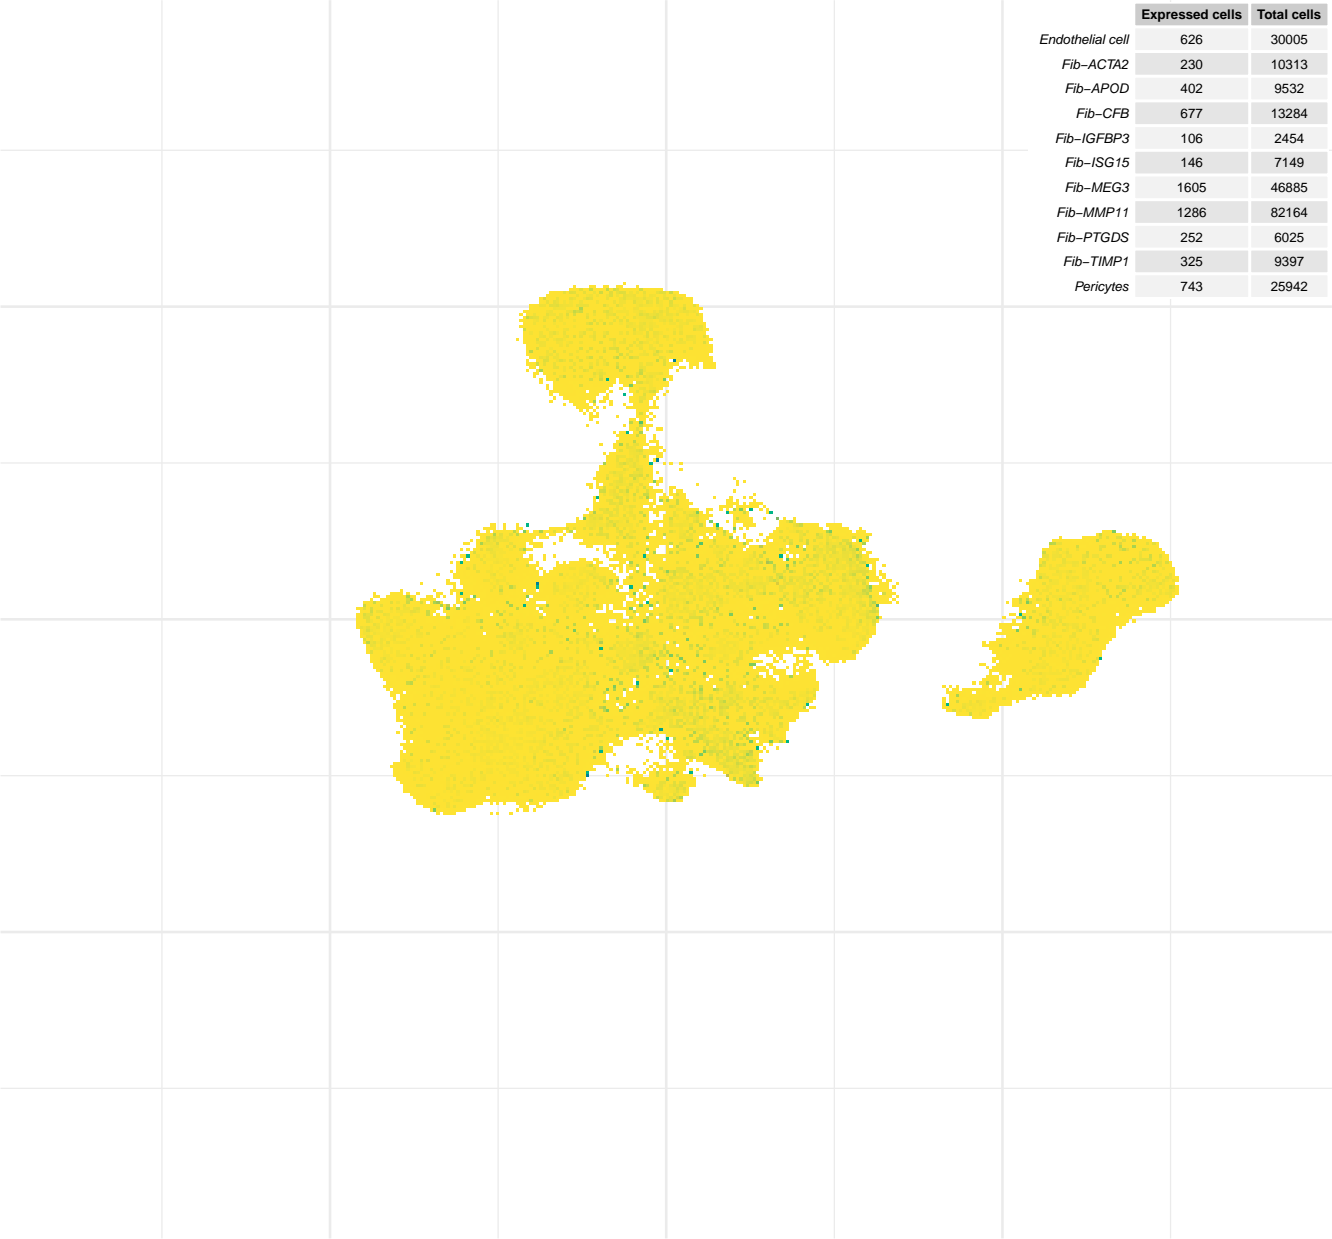 Expressed cells Total cells
Endothelial cell 626 30005
Fib−ACTA2 230 10313
Fib−APOD 402 9532
Fib−CFB 677 13284
Fib−IGFBP3 106 2454
Fib−ISG15 146 7149
Fib−MEG3 1605 46885
Fib−MMP11 1286 82164
Fib−PTGDS 252 6025
Fib−TIMP1 325 9397
Pericytes 743 25942